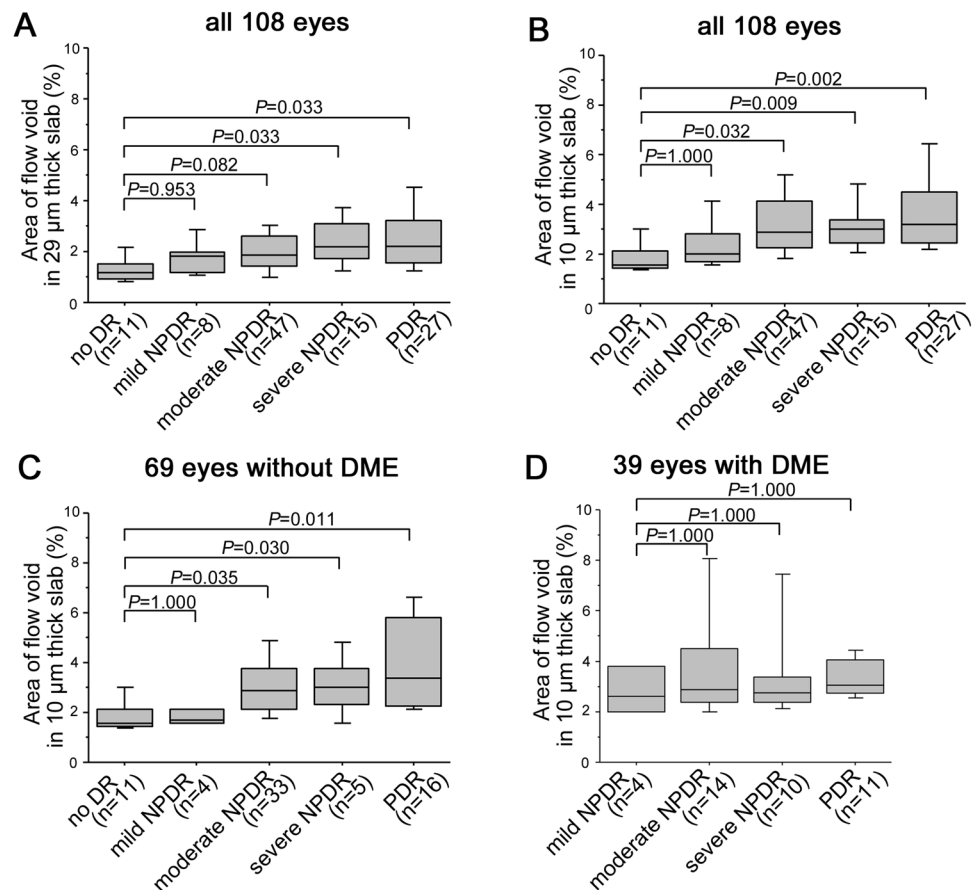 A
all 108 eyes
Area of flow void
in 29 µm thick slab (%)
10
8
6
4
2
0
P=0.033
P=0.033
P=0.082
P=0.953
no DR
(n=11)
mild NPDR
(n=8)
moderate NPDR
(n=47)
severe NPDR
(n=15)
PDR
(n=27)
B
all 108 eyes
Area of flow void
in 10 µm thick slab (%)
10
8
6
4
2
0
P=0.002
P=0.009
P=0.032
P=1.000
no DR
(n=11)
mild NPDR
(n=8)
moderate NPDR
(n=47)
severe NPDR
(n=15)
PDR
(n=27)
C
69 eyes without DME
Area of flow void
in 10 µm thick slab (%)
10
8
6
4
2
0
P=0.011
P=0.030
P=0.035
P=1.000
no DR
(n=11)
mild NPDR
(n=4)
moderate NPDR
(n=33)
severe NPDR
(n=5)
PDR
(n=16)
D
39 eyes with DME
Area of flow void
in 10 µm thick slab (%)
10
8
6
4
2
0
P=1.000
P=1.000
P=1.000
mild NPDR
(n=4)
moderate NPDR
(n=14)
severe NPDR
(n=10)
PDR
(n=11)